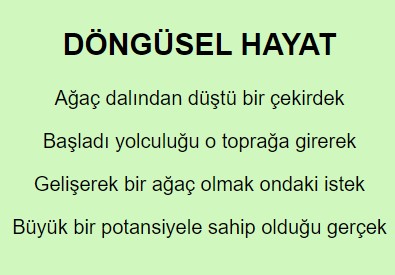 DÖNGÜSEL HAYAT
Ağaç dalından düştü bir çekirdek
Başladı yolculuğu o toprağa girerek
Gelişerek bir ağaç olmak ondaki istek
Büyük bir potansiyele sahip olduğu gerçek